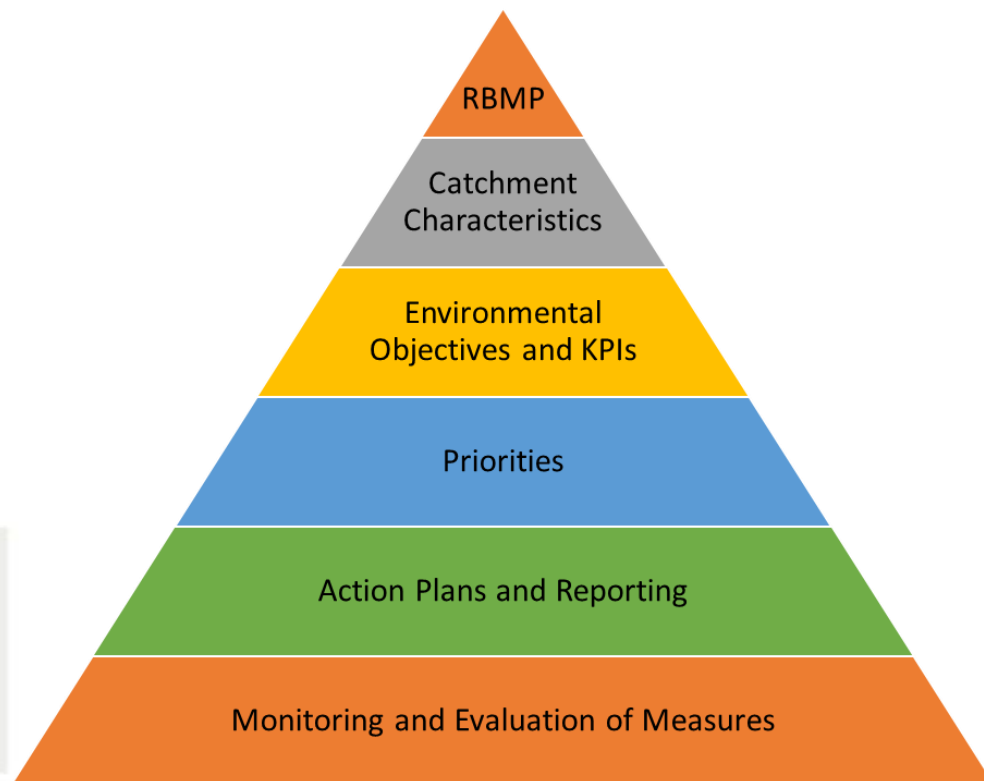 RBMP
Catchment
Characteristics
Environmental
Objectives and KPIs
Priorities
Action Plans and Reporting
Monitoring and Evaluation of Measures